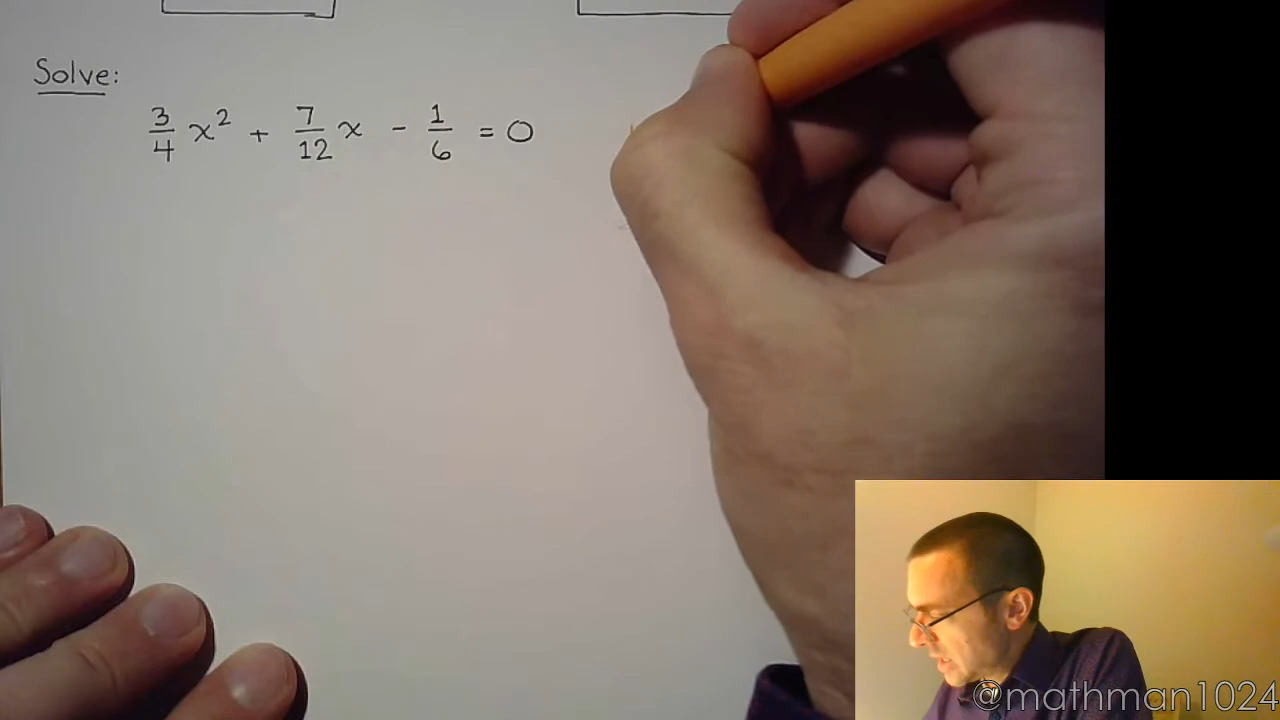 Solve:
3/4 x² + 7/12 x - 1/6 = 0
@mathman1024